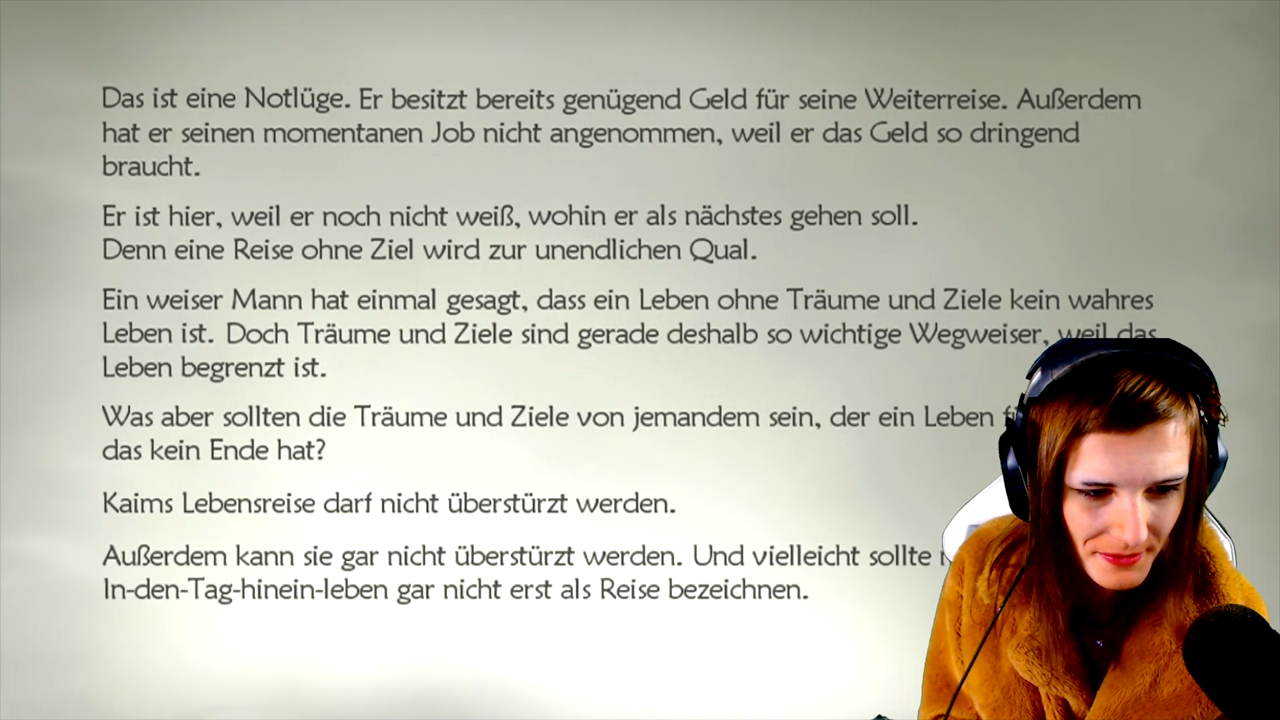 Das ist eine Notlüge. Er besitzt bereits genügend Geld für seine Weiterreise. Außerdem
hat er seinen momentanen Job nicht angenommen, weil er das Geld so dringend
braucht.
Er ist hier, weil er noch nicht weiß, wohin er als nächstes gehen soll.
Denn eine Reise ohne Ziel wird zur unendlichen Qual.
Ein weiser Mann hat einmal gesagt, dass ein Leben ohne Träume und Ziele kein wahres
Leben ist. Doch Träume und Ziele sind gerade deshalb so wichtige Wegweiser, weil das
Leben begrenzt ist.
Was aber sollten die Träume und Ziele von jemandem sein, der ein Leben
das kein Ende hat?
Kaims Lebensreise darf nicht überstürzt werden.
Außerdem kann sie gar nicht überstürzt werden. Und vielleicht sollte
In-den-Tag-hinein-leben gar nicht erst als Reise bezeichnen.